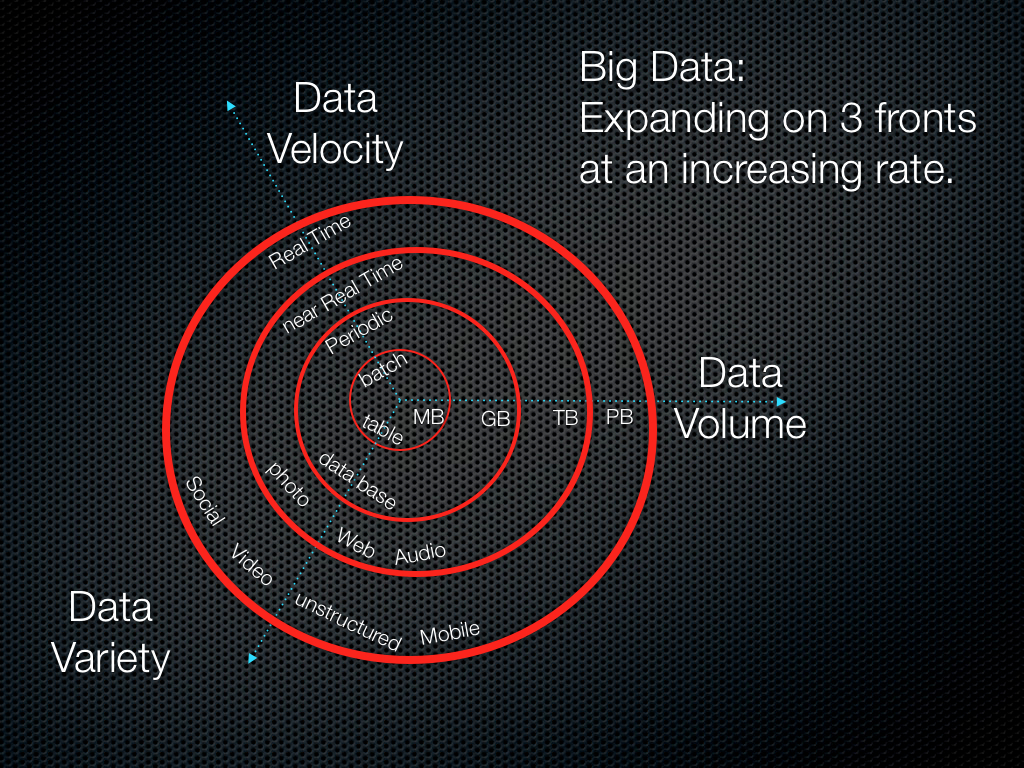 Big Data:
Expanding on 3 fronts
at an increasing rate.
Data
Velocity
Real Time
near Real Time
Periodic
batch
Data
Volume
MB
GB
TB
PB
table
data base
photo
Web
Audio
Social
Video
unstructured
Mobile
Data
Variety